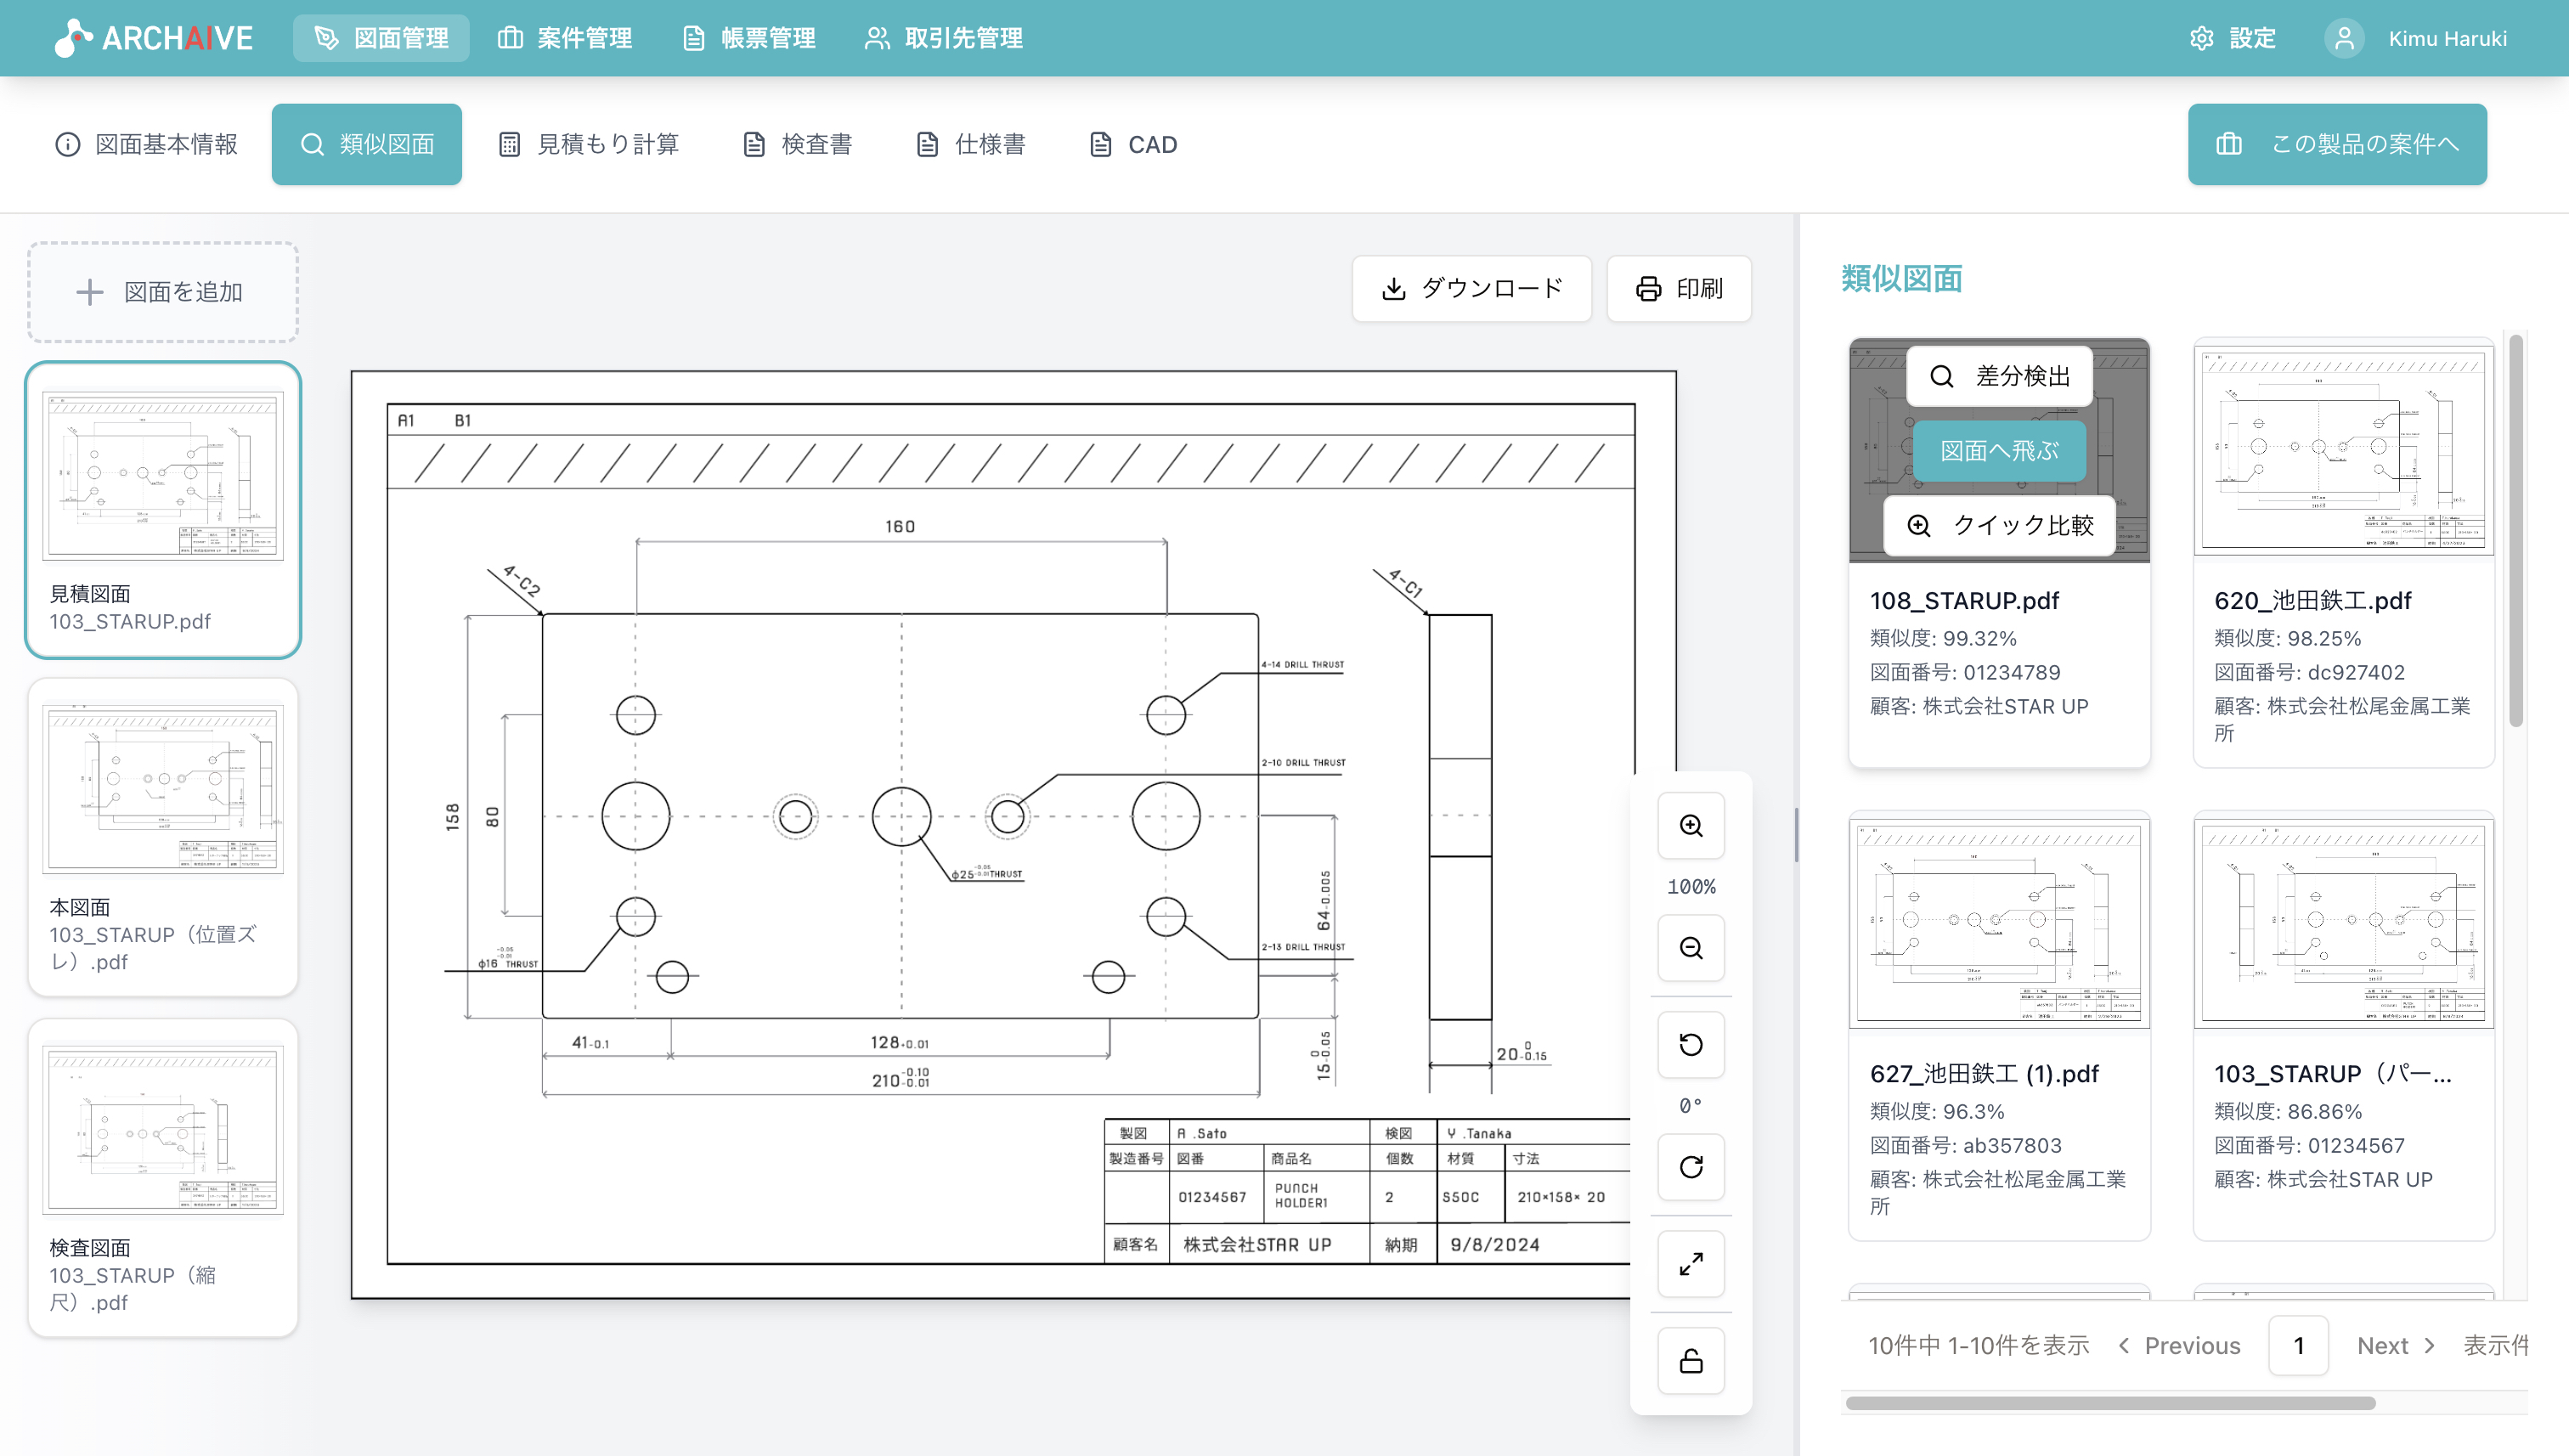 ARCHAIVE
図面管理
案件管理
帳票管理
取引先管理
設定
Kimu Haruki
図面基本情報
類似図面
見積もり計算
検査書
仕様書
CAD
この製品の案件へ
図面を追加
見積図面
103_STARUP.pdf
本図面
103_STARUP（位置ズ
レ）.pdf
検査図面
103_STARUP（縮
尺）.pdf
ダウンロード
印刷
A1 B1
160
4-C2
4-C1
4-14 DRILL THRUST
2-10 DRILL THRUST
158
80
φ25 -0.05 -0.01 THRUST
64-0.005
-0.05
-0.01
φ16 THRUST
2-13 DRILL THRUST
41-0.1
128+0.01
210 -0.10 -0.01
15 0 -0.05
20 0 -0.15
製図 A .Sato 検図 Y .Tanaka
製造番号 図番 商品名 個数 材質 寸法
01234567 PUNCH HOLDER1 2 S50C 210×158× 20
顧客名 株式会社STAR UP 納期 9/8/2024
100%
0°
類似図面
差分検出
図面へ飛ぶ
クイック比較
108_STARUP.pdf
類似度: 99.32%
図面番号: 01234789
顧客: 株式会社STAR UP
620_池田鉄工.pdf
類似度: 98.25%
図面番号: dc927402
顧客: 株式会社松尾金属工業
所
627_池田鉄工 (1).pdf
類似度: 96.3%
図面番号: ab357803
顧客: 株式会社松尾金属工業
所
103_STARUP（パー...
類似度: 86.86%
図面番号: 01234567
顧客: 株式会社STAR UP
10件中 1-10件を表示
Previous
1
Next
表示件